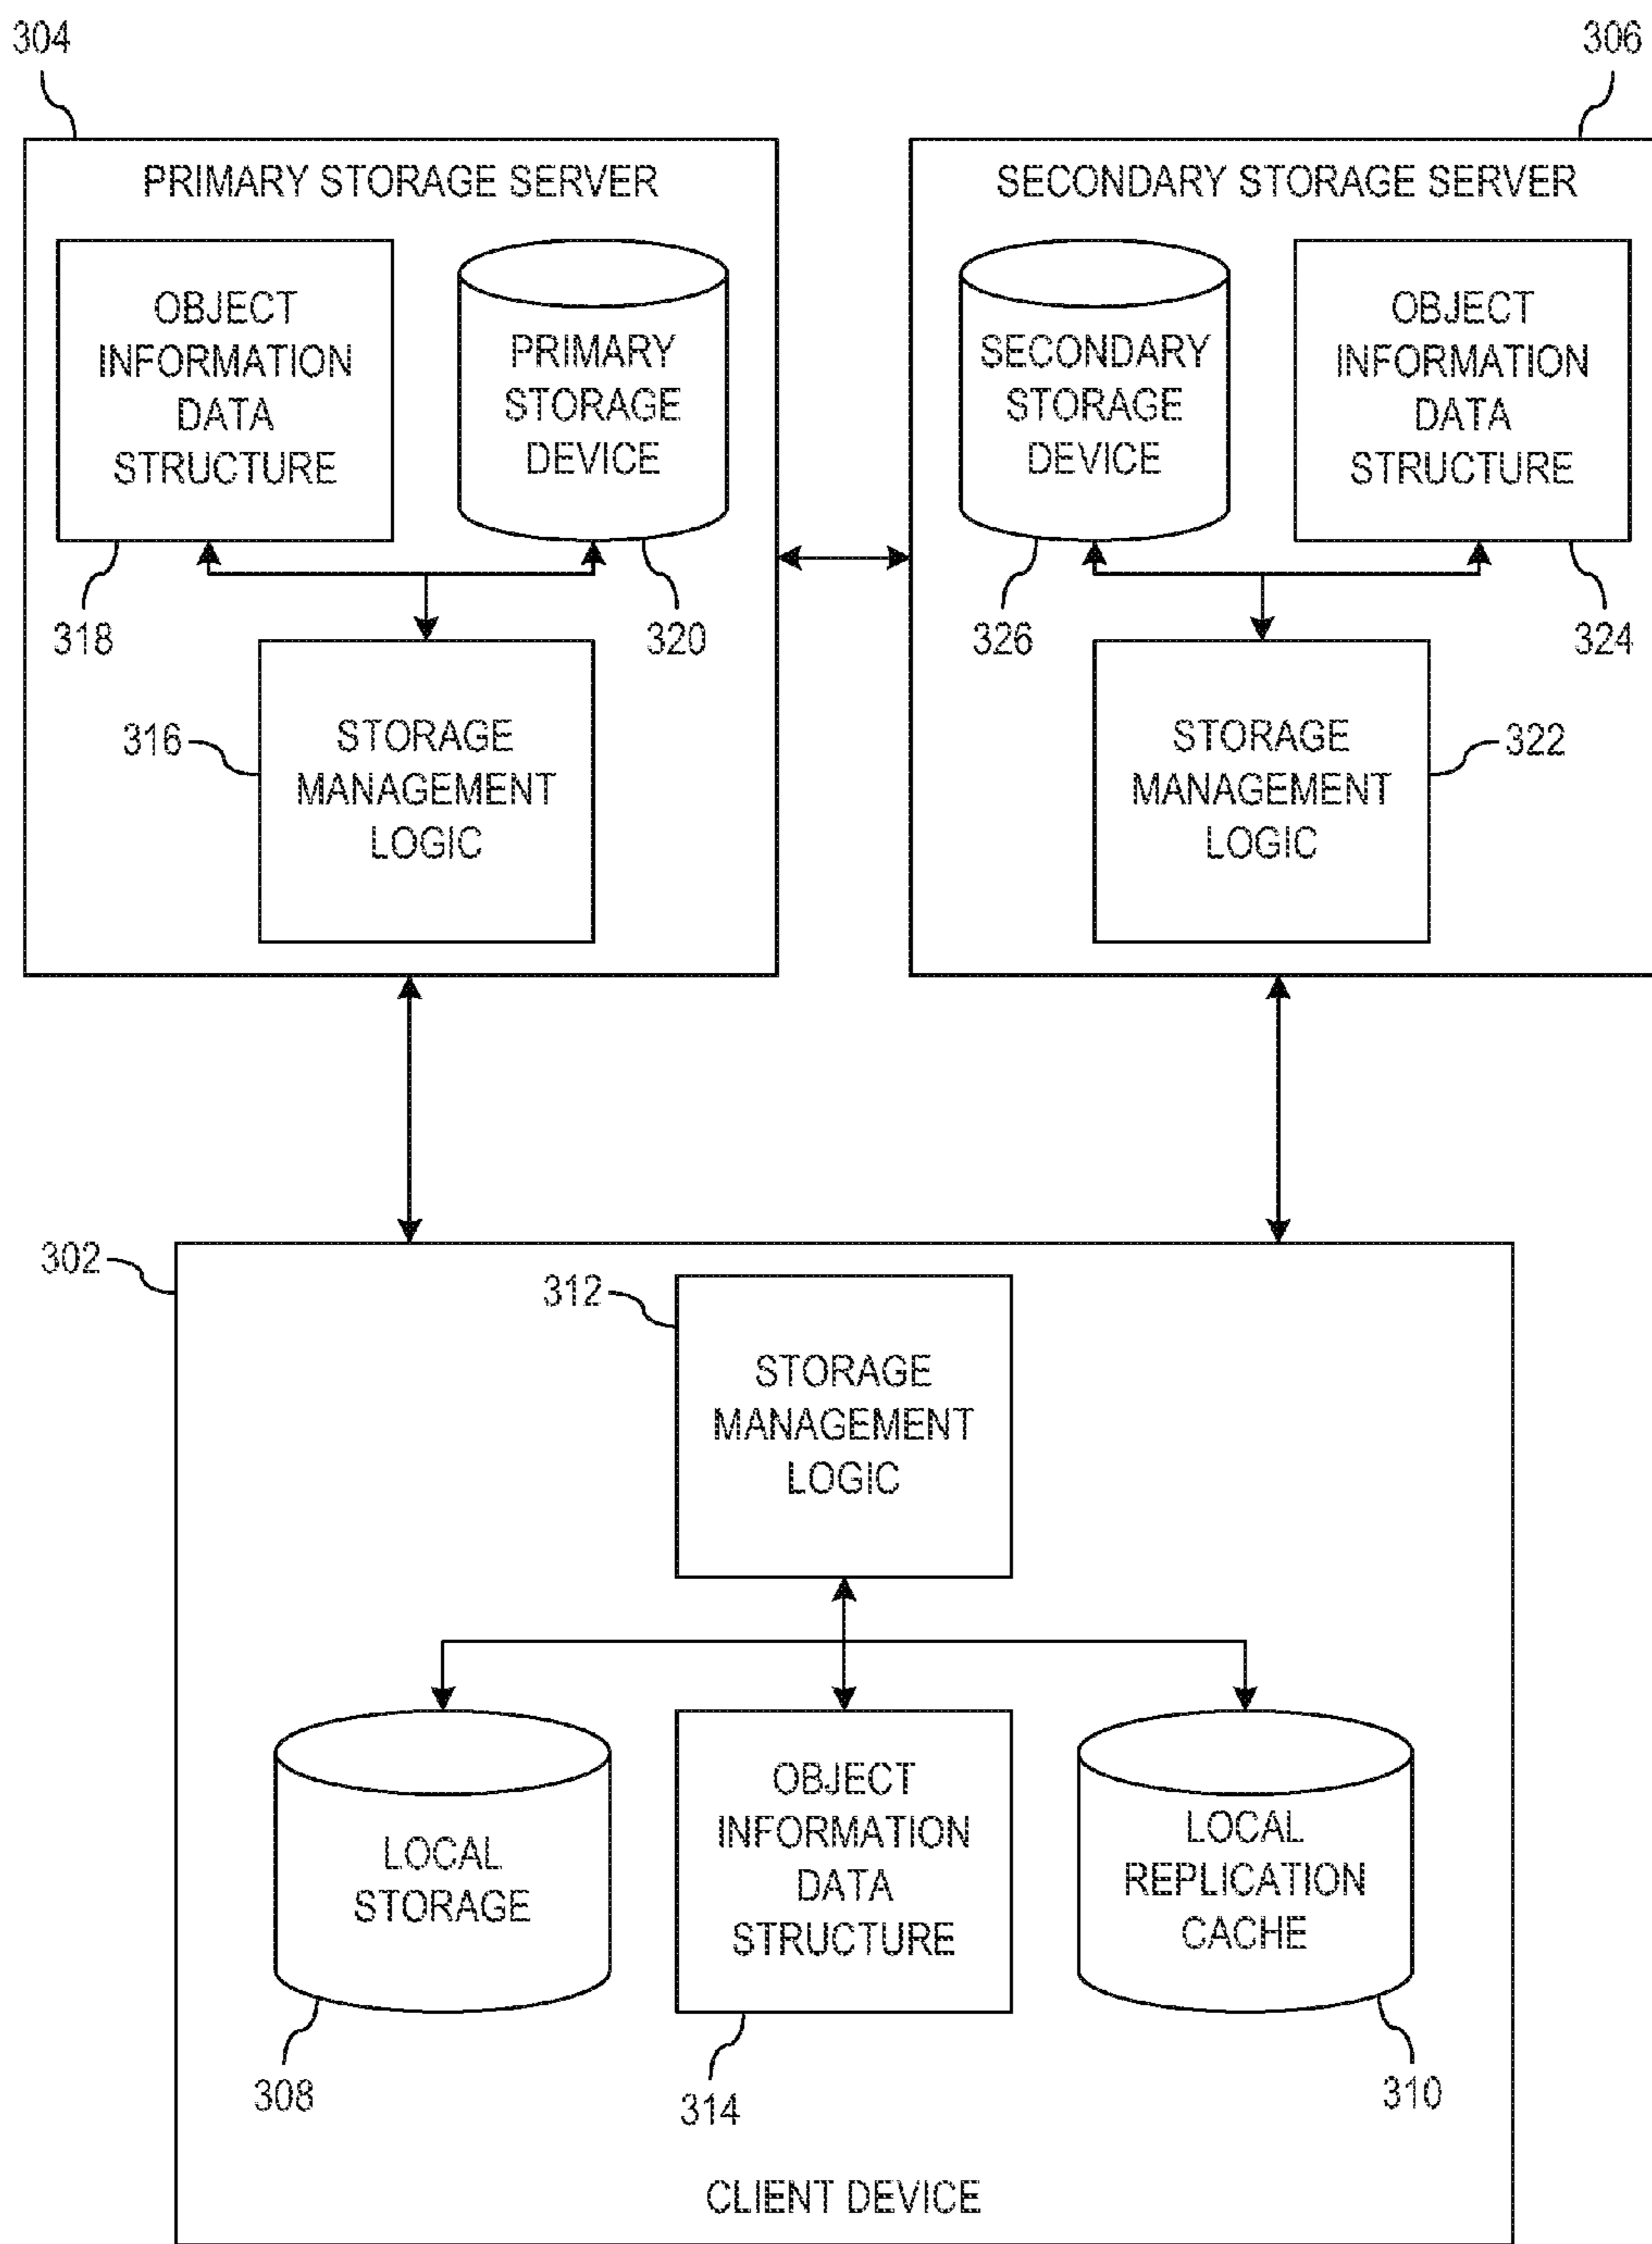 304
306
PRIMARY STORAGE SERVER
SECONDARY STORAGE SERVER
OBJECT
INFORMATION
DATA
STRUCTURE
PRIMARY
STORAGE
DEVICE
SECONDARY
STORAGE
DEVICE
OBJECT
INFORMATION
DATA
STRUCTURE
318
320
326
324
316
STORAGE
MANAGEMENT
LOGIC
STORAGE
MANAGEMENT
LOGIC
322
302
312
STORAGE
MANAGEMENT
LOGIC
LOCAL
STORAGE
OBJECT
INFORMATION
DATA
STRUCTURE
LOCAL
REPLICATION
CACHE
308
314
310
CLIENT DEVICE